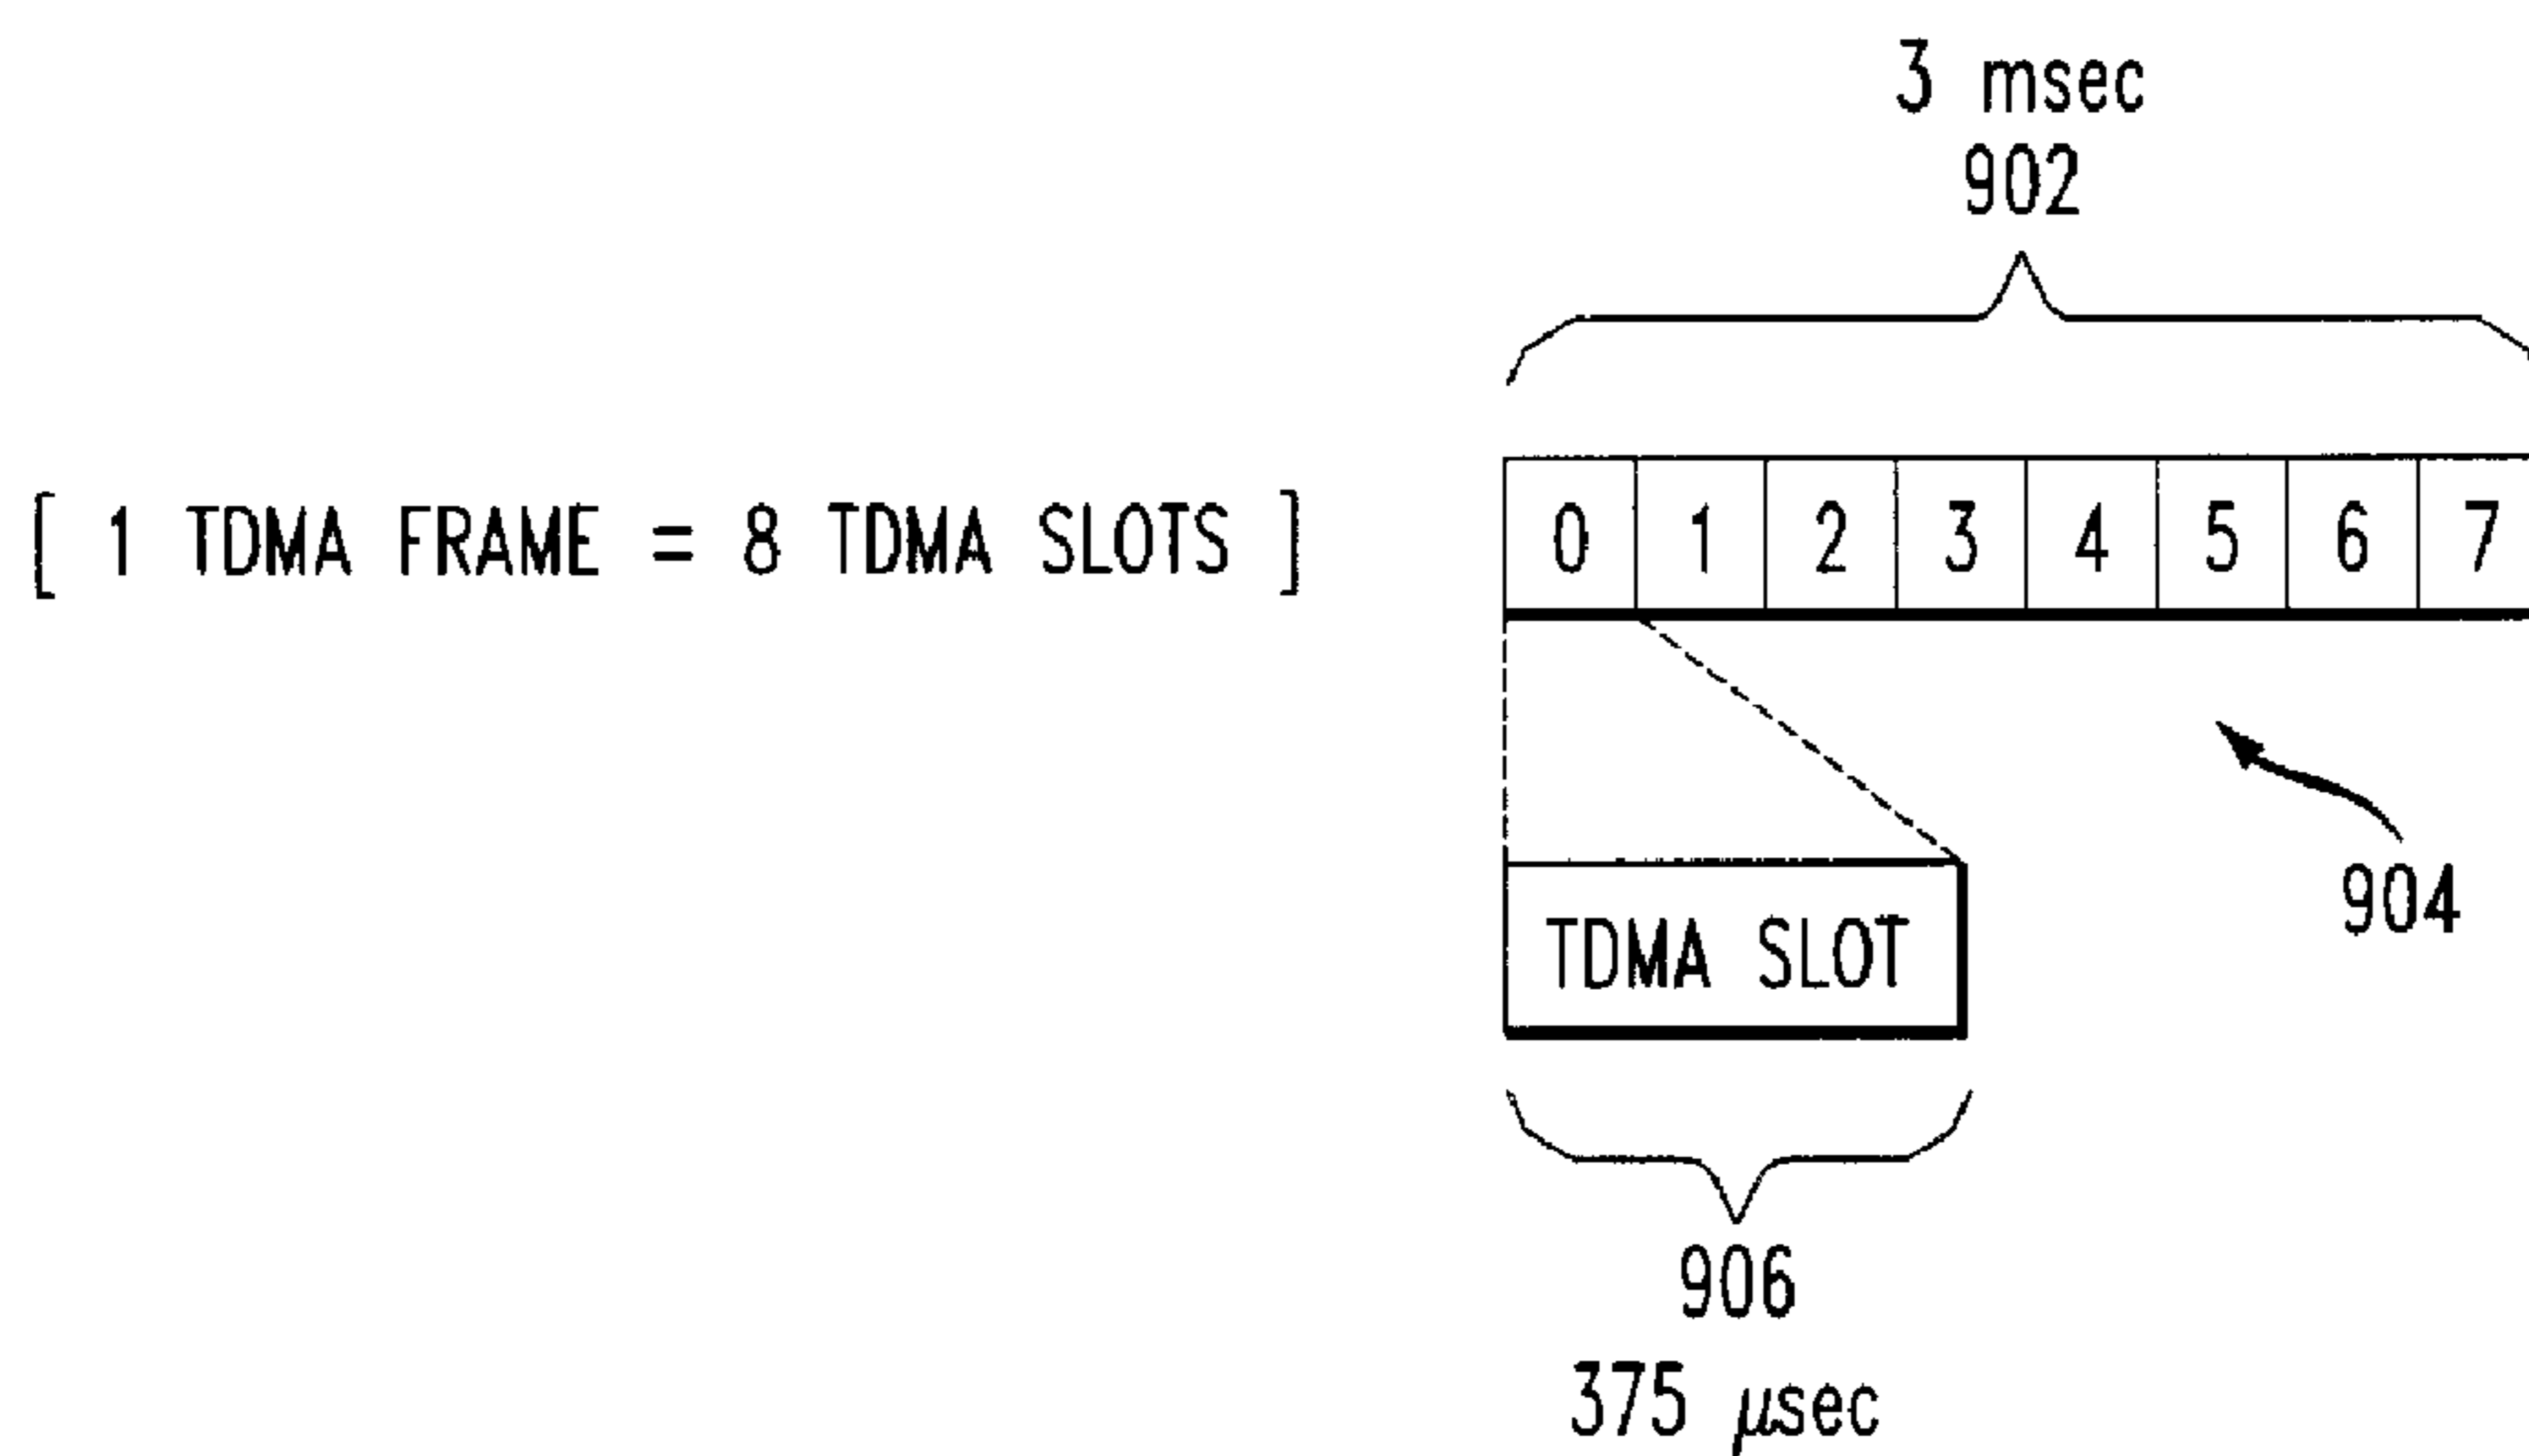 3 msec
902
[ 1 TDMA FRAME = 8 TDMA SLOTS ]
0 1 2 3 4 5 6 7
904
TDMA SLOT
906
375 μsec